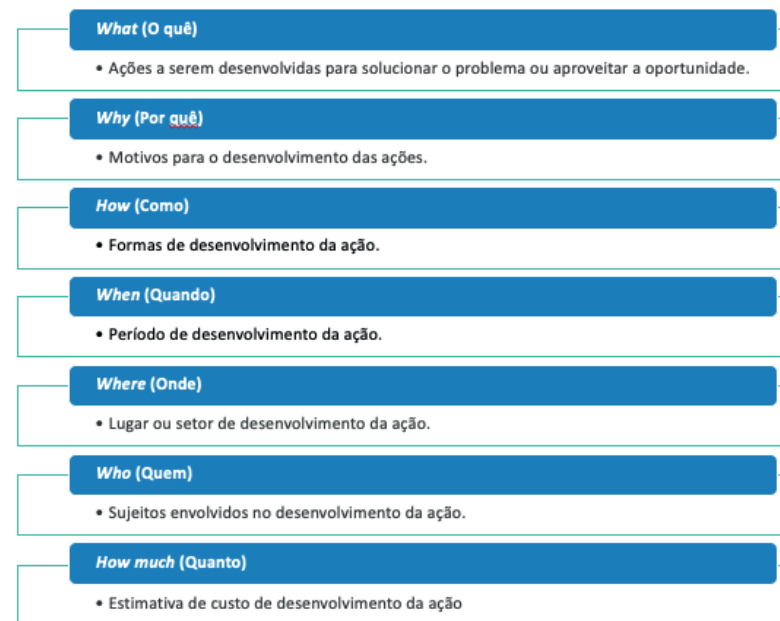 What (O quê)
• Ações a serem desenvolvidas para solucionar o problema ou aproveitar a oportunidade.
Why (Por quê)
• Motivos para o desenvolvimento das ações.
How (Como)
• Formas de desenvolvimento da ação.
When (Quando)
• Período de desenvolvimento da ação.
Where (Onde)
• Lugar ou setor de desenvolvimento da ação.
Who (Quem)
• Sujeitos envolvidos no desenvolvimento da ação.
How much (Quanto)
• Estimativa de custo de desenvolvimento da ação